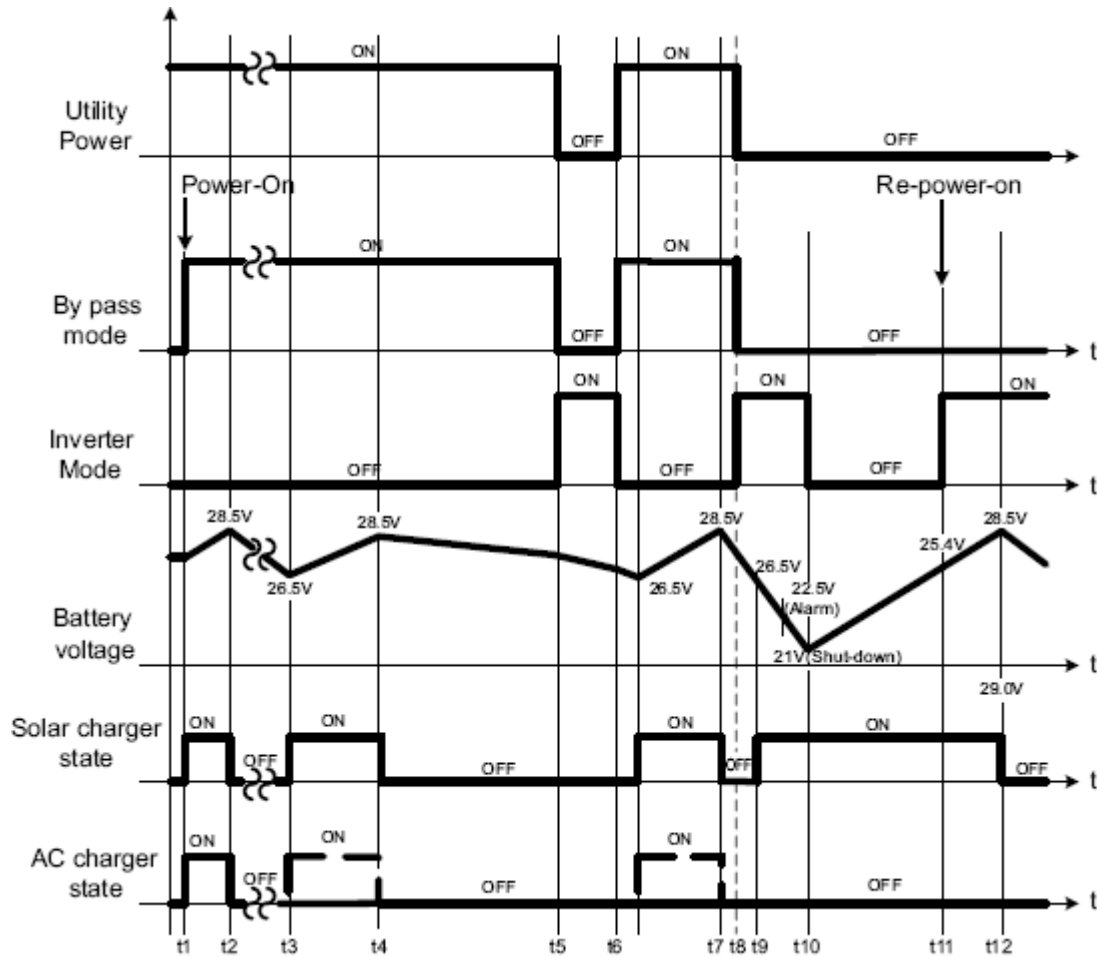 ON
ON
Utility
Power
OFF
OFF
Power-On
Re-power-on
ON
ON
By pass
mode
OFF
OFF
t
ON
ON
ON
Inverter
Mode
OFF
OFF
OFF
t
28.5V
28.5V
28.5V
28.5V
25.4V
26.5V
26.5V
26.5V
22.5V
(Alarm)
Battery
voltage
21V(Shut-down)
t
29.0V
Solar charger
state
ON
ON
ON
ON
OFF
OFF
OFF
OFF
t
AC charger
state
ON
ON
ON
OFF
OFF
OFF
t
t1 t2 t3 t4 t5 t6 t7 t8 t9 t10 t11 t12